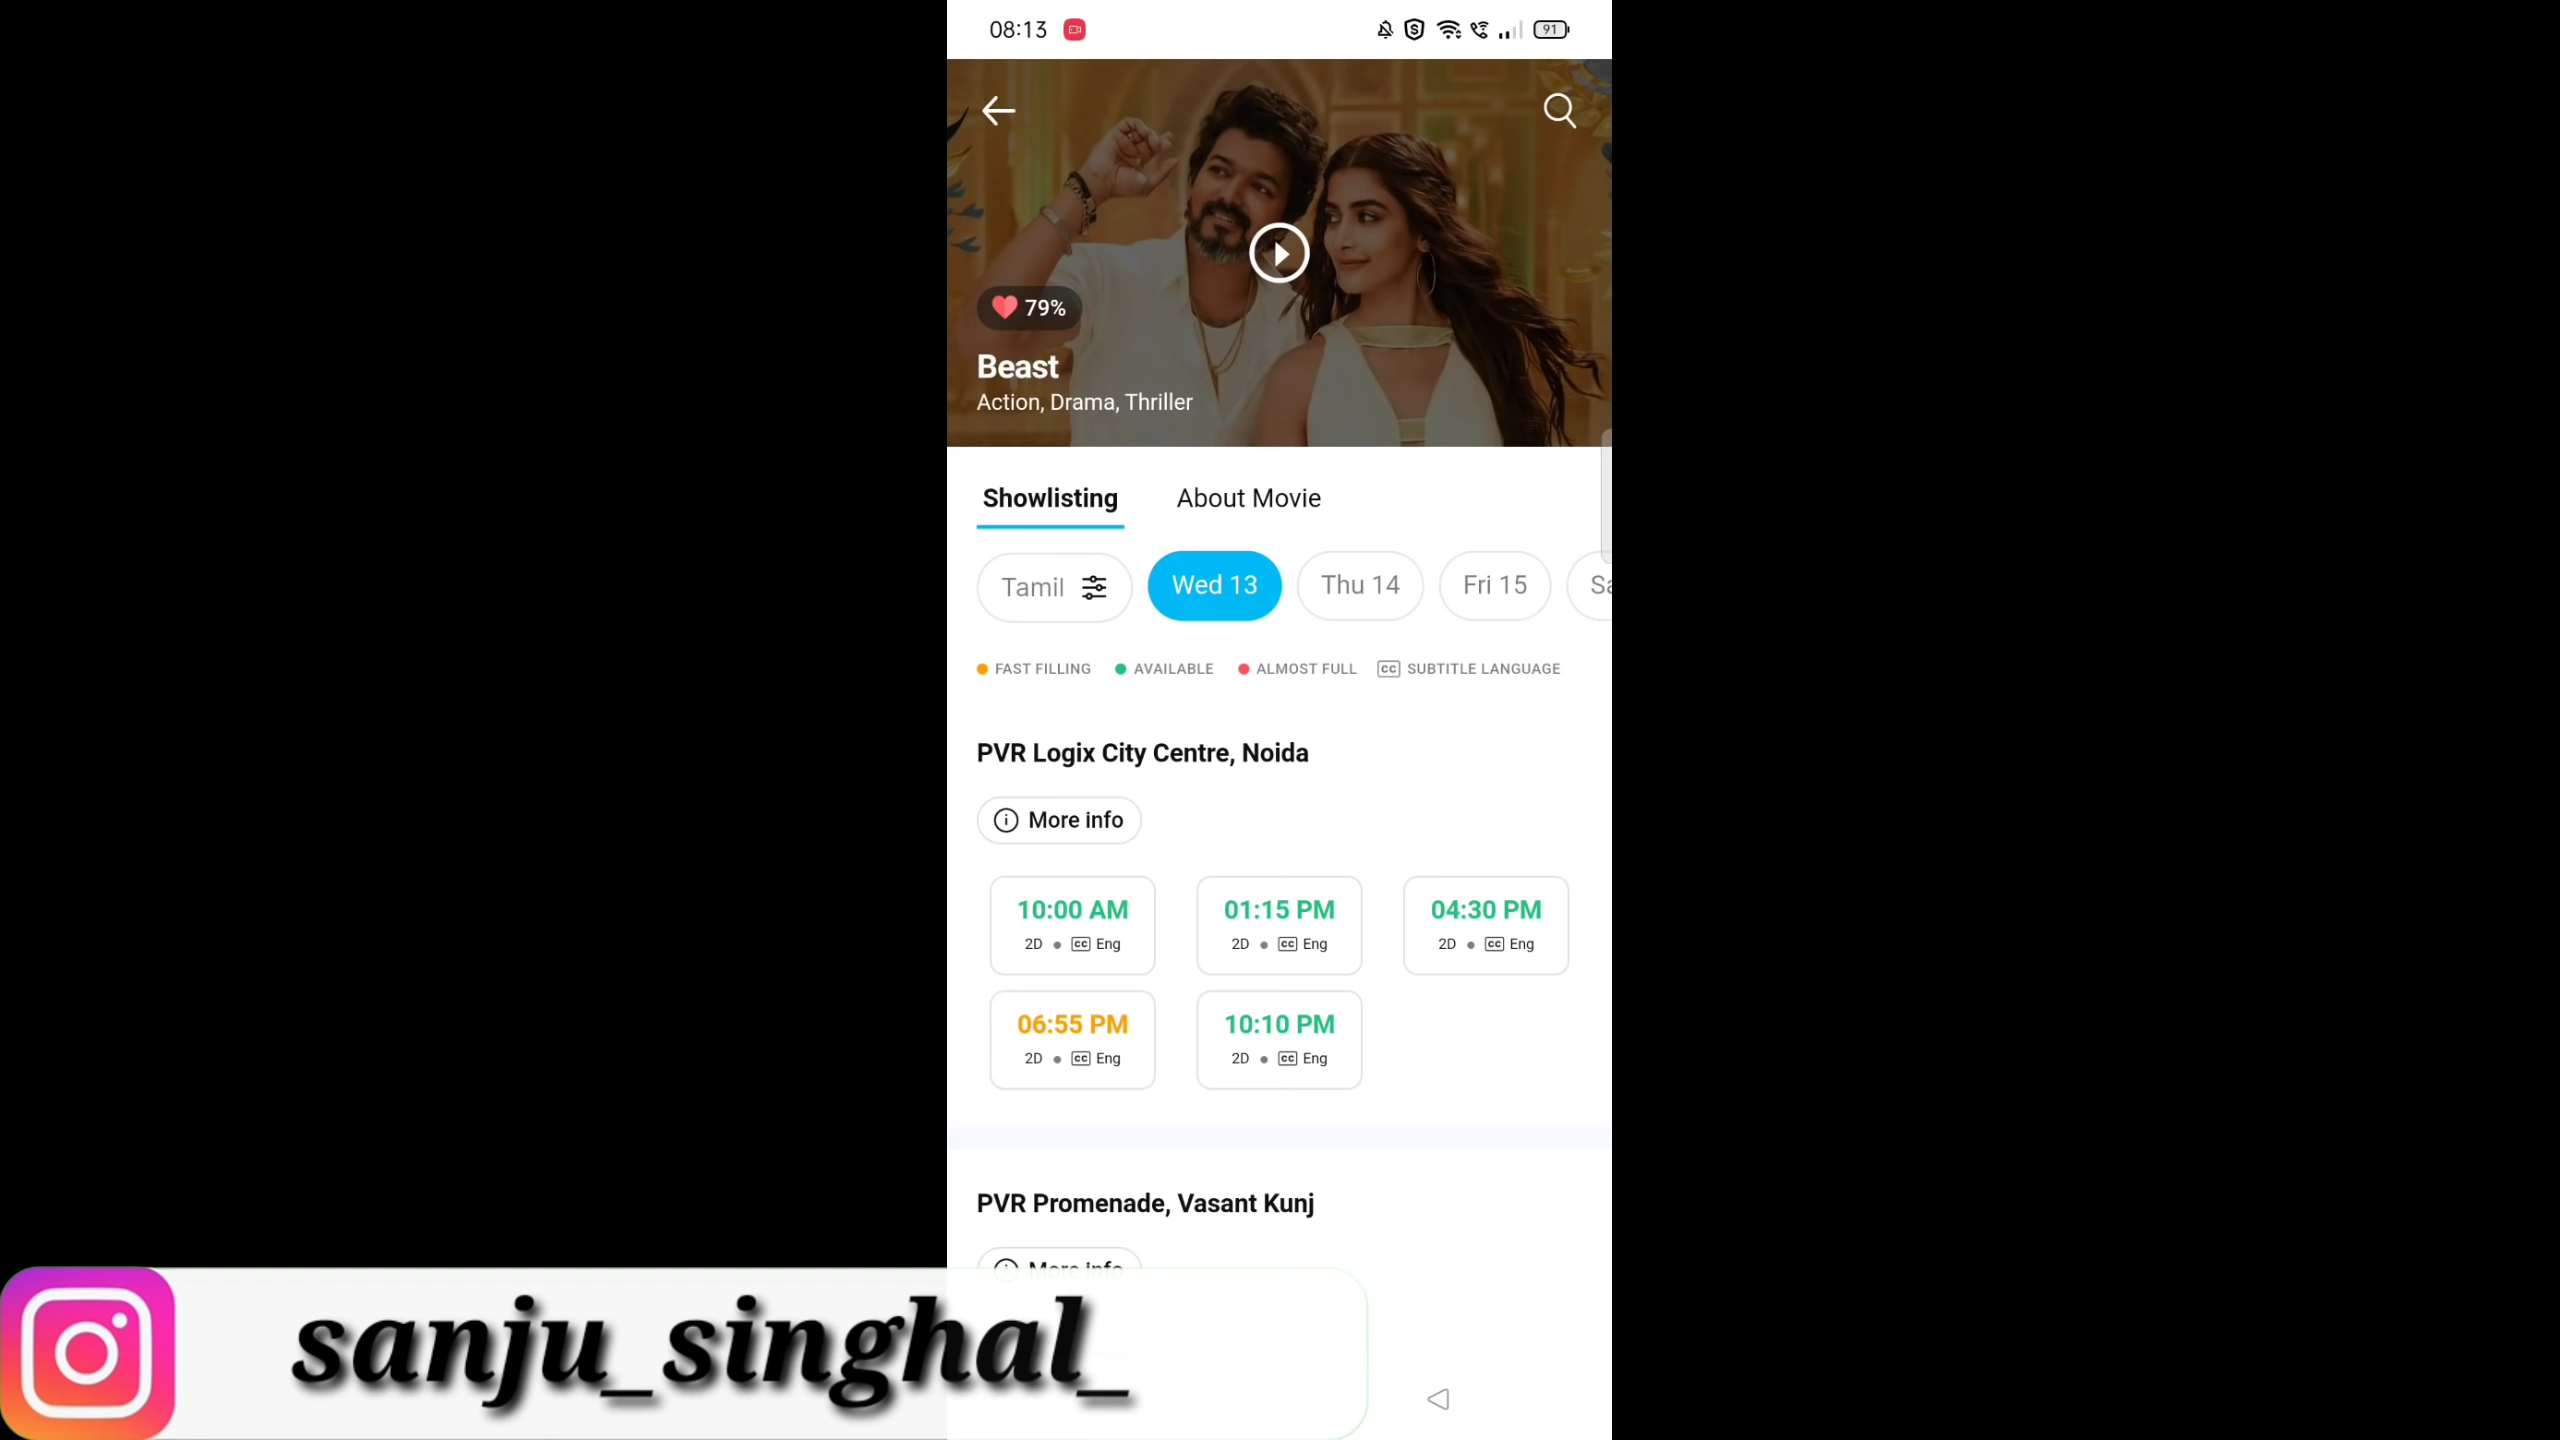 08:13
91
79%
Beast
Action, Drama, Thriller
Showlisting About Movie
Tamil Wed 13 Thu 14 Fri 15 Sa
FAST FILLING AVAILABLE ALMOST FULL CC SUBTITLE LANGUAGE
PVR Logix City Centre, Noida
More info
10:00 AM 01:15 PM 04:30 PM
2D • CC Eng 2D • CC Eng 2D • CC Eng
06:55 PM 10:10 PM
2D • CC Eng 2D • CC Eng
PVR Promenade, Vasant Kunj
More info
sanju_singhal_